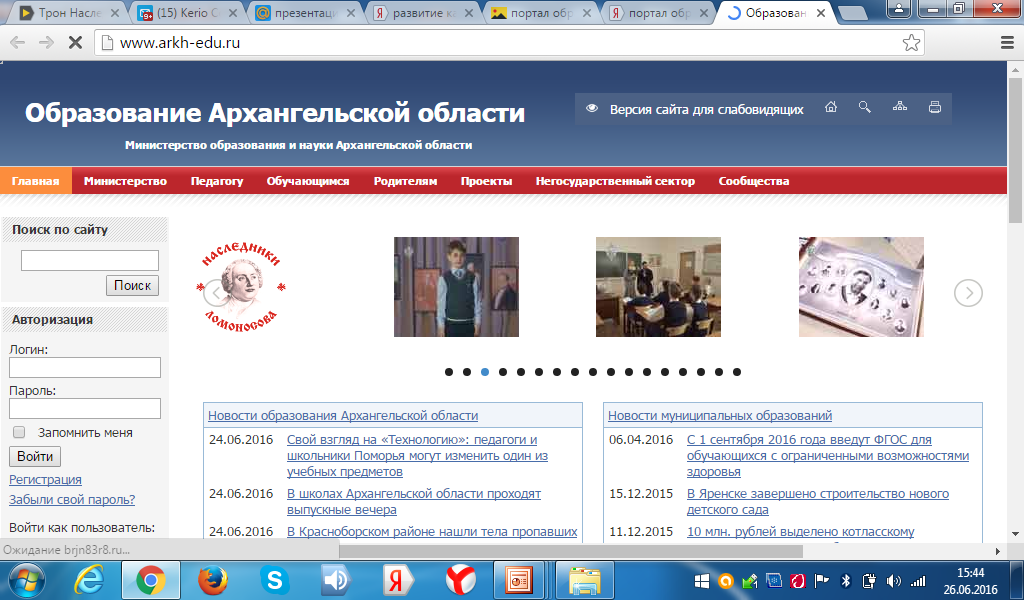 Трон Насле
(15) Kerio C
презентаци
развитие ка
портал обр
портал обр
Образован
www.arkh-edu.ru
Образование Архангельской области
Министерство образования и науки Архангельской области
Версия сайта для слабовидящих
Главная Министерство Педагогу Обучающимся Родителям Проекты Негосударственный сектор Сообщества
Поиск по сайту
Поиск
Авторизация
Логин:
Пароль:
Запомнить меня
Войти
Регистрация
Забыли свой пароль?
Войти как пользователь:
НАСЛЕДНИКИ
ЛОМОНОСОВА
Новости образования Архангельской области
24.06.2016 Свой взгляд на «Технологию»: педагоги и
школьники Поморья могут изменить один из
учебных предметов
24.06.2016 В школах Архангельской области проходят
выпускные вечера
24.06.2016 В Красноборском районе нашли тела пропавших
Новости муниципальных образований
06.04.2016 С 1 сентября 2016 года введут ФГОС для
обучающихся с ограниченными возможностями
здоровья
15.12.2015 В Яренске завершено строительство нового
детского сада
11.12.2015 10 млн. рублей выделено котласскому
Ожидание brjn83r8.ru...
15:44
26.06.2016